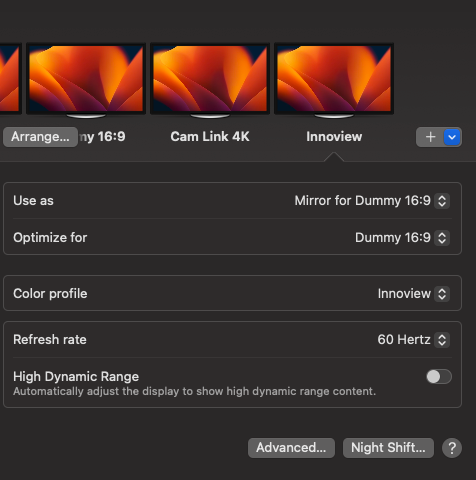 Arrange...
my 16:9
Cam Link 4K
Innoview
Use as
Mirror for Dummy 16:9
Optimize for
Dummy 16:9
Color profile
Innoview
Refresh rate
60 Hertz
High Dynamic Range
Automatically adjust the display to show high dynamic range content.
Advanced...
Night Shift...
?